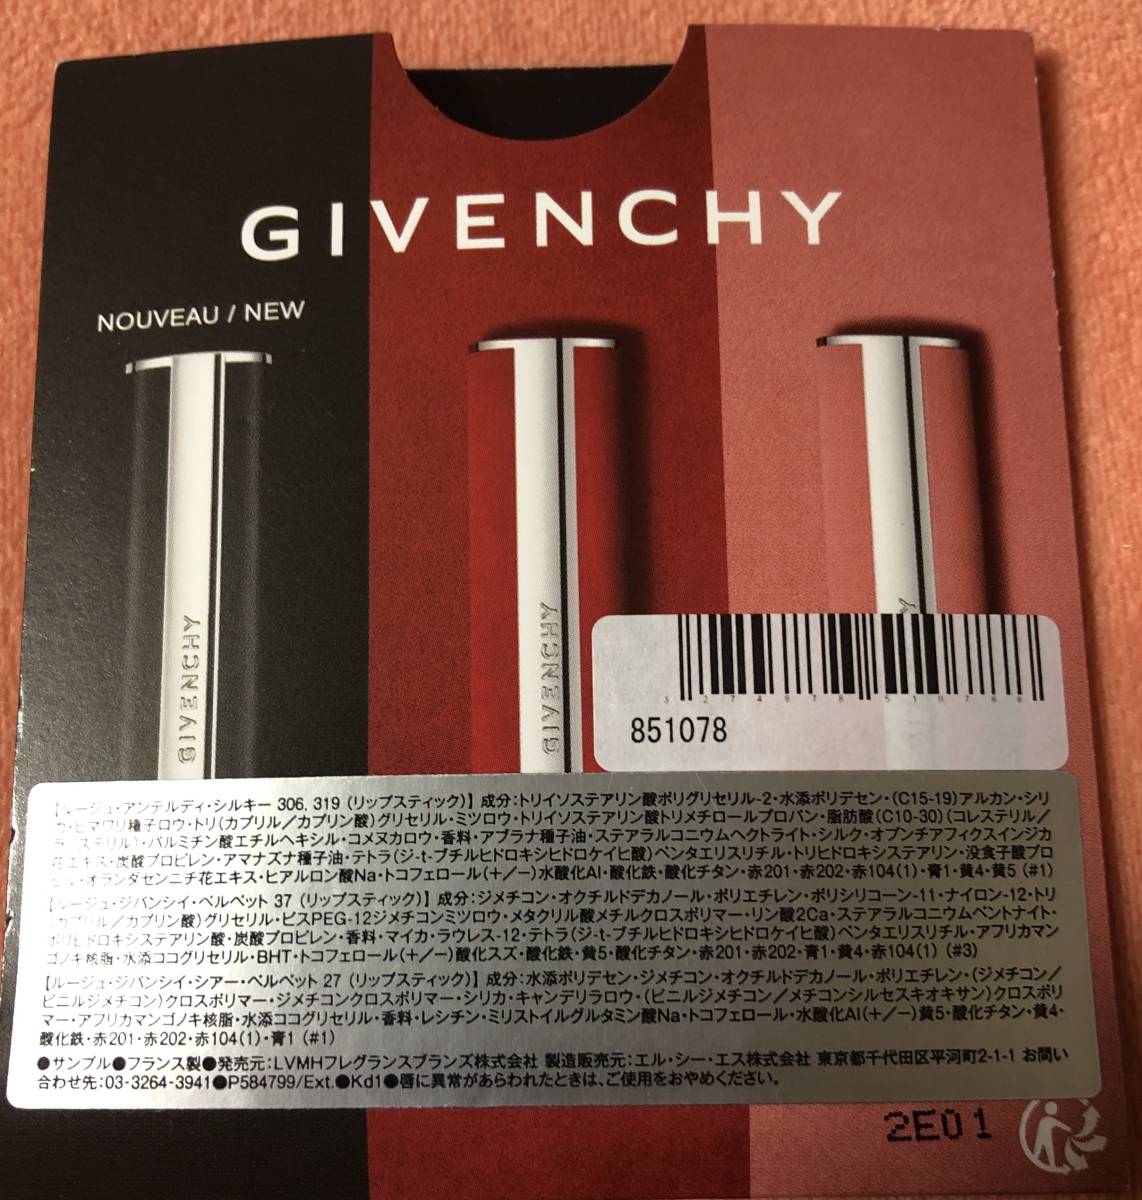 GIVENCHY
NOUVEAU / NEW
GIVENCHY
GIVENCHY
851078
【ルージュ・アンテルディ・シルキー 306, 319 (リップスティック)】 成分:トリイソステアリン酸ポリグリセリル-2・水添ポリデセン・(C15-19)アルカン・シリ
カ・ヒマワリ種子ロウ・トリ(カプリル/カプリン酸)グリセリル・ミツロウ・トリイソステアリン酸トリメチロールプロパン・脂肪酸(C10-30)(コレステリル/
ラノステリル)・パルミチン酸エチルヘキシル・コメヌカロウ・香料・アブラナ種子油・ステアラルコニウムヘクトライト・シルク・オプンチアフィクスインジカ
花エキス・炭酸プロピレン・アマナズナ種子油・テトラ(ジ-t-ブチルヒドロキシヒドロケイヒ酸)ペンタエリスリチル・トリヒドロキシステアリン・没食子酸プロ
ピル・オランダセンニチ花エキス・ヒアルロン酸Na・トコフェロール(+/-)水酸化Al・酸化鉄・酸化チタン・赤201・赤202・赤104(1)・青1・黄4・黄5 (#1)
【ルージュ・ジバンシイ・ベルベット 37 (リップスティック)】 成分:ジメチコン・オクチルドデカノール・ポリエチレン・ポリシリコーン-11・ナイロン-12・トリ
(カプリル/カプリン酸)グリセリル・ビスPEG-12ジメチコンミツロウ・メタクリル酸メチルクロスポリマー・リン酸2Ca・ステアラルコニウムベントナイト・
ポリヒドロキシステアリン酸・炭酸プロピレン・香料・マイカ・ラウレス-12・テトラ(ジ-t-ブチルヒドロキシヒドロケイヒ酸)ペンタエリスリチル・アフリカマン
ゴノキ核脂・水添ココグリセリル・BHT・トコフェロール(+/-)酸化スズ・酸化鉄・黄5・酸化チタン・赤201・赤202・青1・黄4・赤104(1) (#3)
【ルージュ・ジバンシイ・シアー・ベルベット 27 (リップスティック)】 成分:水添ポリデセン・ジメチコン・オクチルドデカノール・ポリエチレン・(ジメチコン/
ビニルジメチコン)クロスポリマー・ジメチコンクロスポリマー・シリカ・キャンデリラロウ・(ビニルジメチコン/メチコンシルセスキオキサン)クロスポリ
マー・アフリカマンゴノキ核脂・水添ココグリセリル・香料・レシチン・ミリストイルグルタミン酸Na・トコフェロール・水酸化Al(+/-)黄5・酸化チタン・黄4・
酸化鉄・赤201・赤202・赤104(1)・青1 (#1)
●サンプル●フランス製●発売元:LVMHフレグランスブランズ株式会社 製造販売元:エル・シー・エス株式会社 東京都千代田区平河町2-1-1 お問い
合わせ先:03-3264-3941●P584799/Ext.●Kd1●唇に異常があらわれたときは、ご使用をおやめください。
2E01